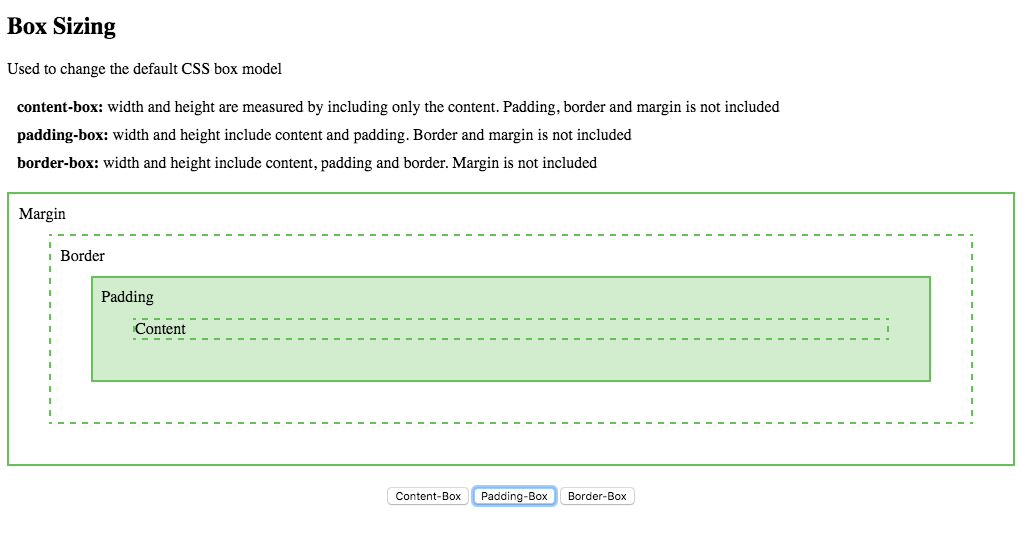 Box Sizing
Used to change the default CSS box model
content-box: width and height are measured by including only the content. Padding, border and margin is not included
padding-box: width and height include content and padding. Border and margin is not included
border-box: width and height include content, padding and border. Margin is not included
Margin
Border
Padding
Content
Content-Box Padding-Box Border-Box